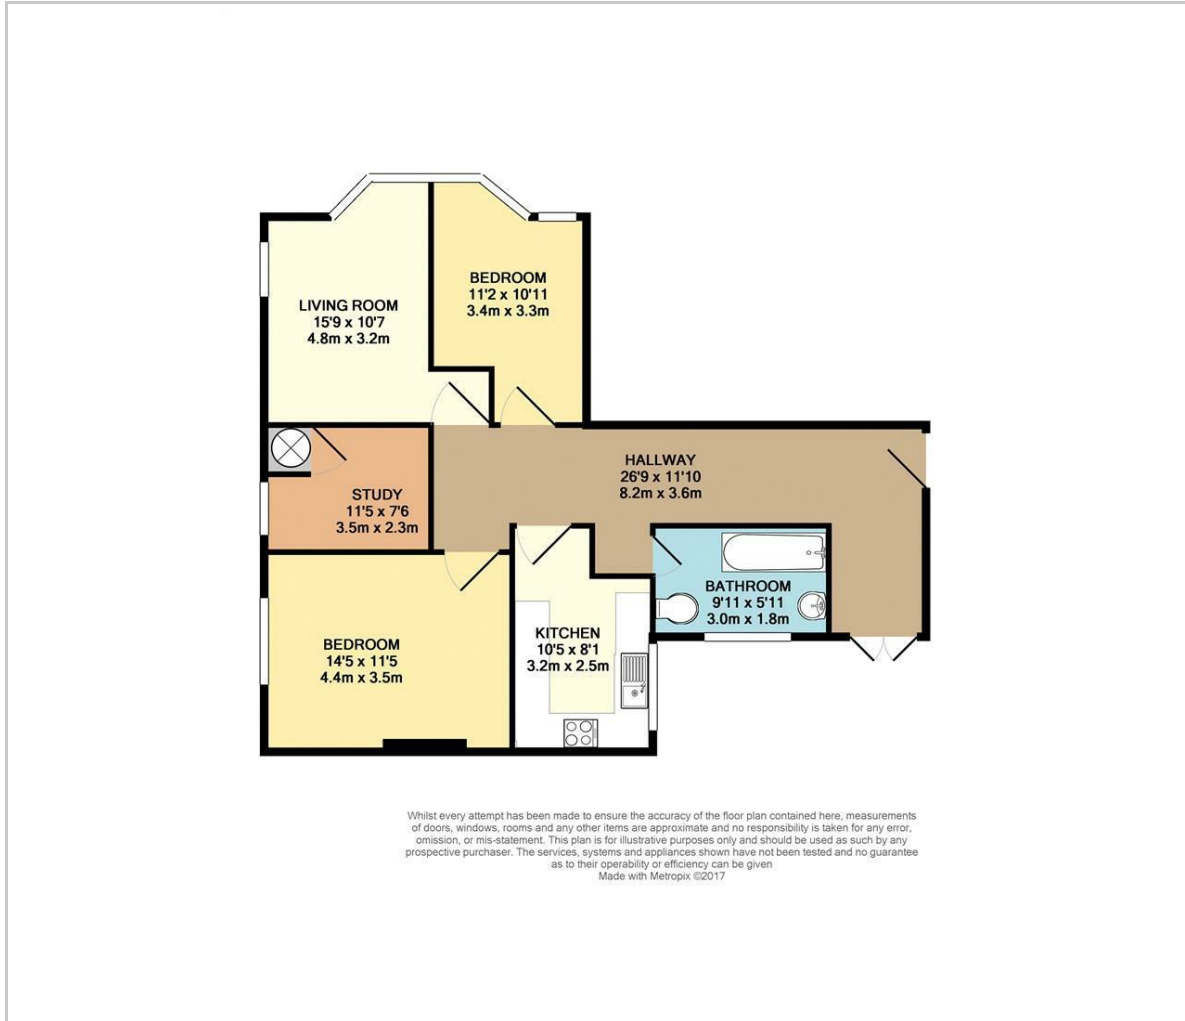 BEDROOM
11'2 x 10'11
3.4m x 3.3m
LIVING ROOM
15'9 x 10'7
4.8m x 3.2m
HALLWAY
26'9 x 11'10
8.2m x 3.6m
STUDY
11'5 x 7'6
3.5m x 2.3m
BATHROOM
9'11 x 5'11
3.0m x 1.8m
KITCHEN
10'5 x 8'1
3.2m x 2.5m
BEDROOM
14'5 x 11'5
4.4m x 3.5m
Whilst every attempt has been made to ensure the accuracy of the floor plan contained here, measurements
of doors, windows, rooms and any other items are approximate and no responsibility is taken for any error,
omission, or mis-statement. This plan is for illustrative purposes only and should be used as such by any
prospective purchaser. The services, systems and appliances shown have not been tested and no guarantee
as to their operability or efficiency can be given
Made with Metropix ©2017